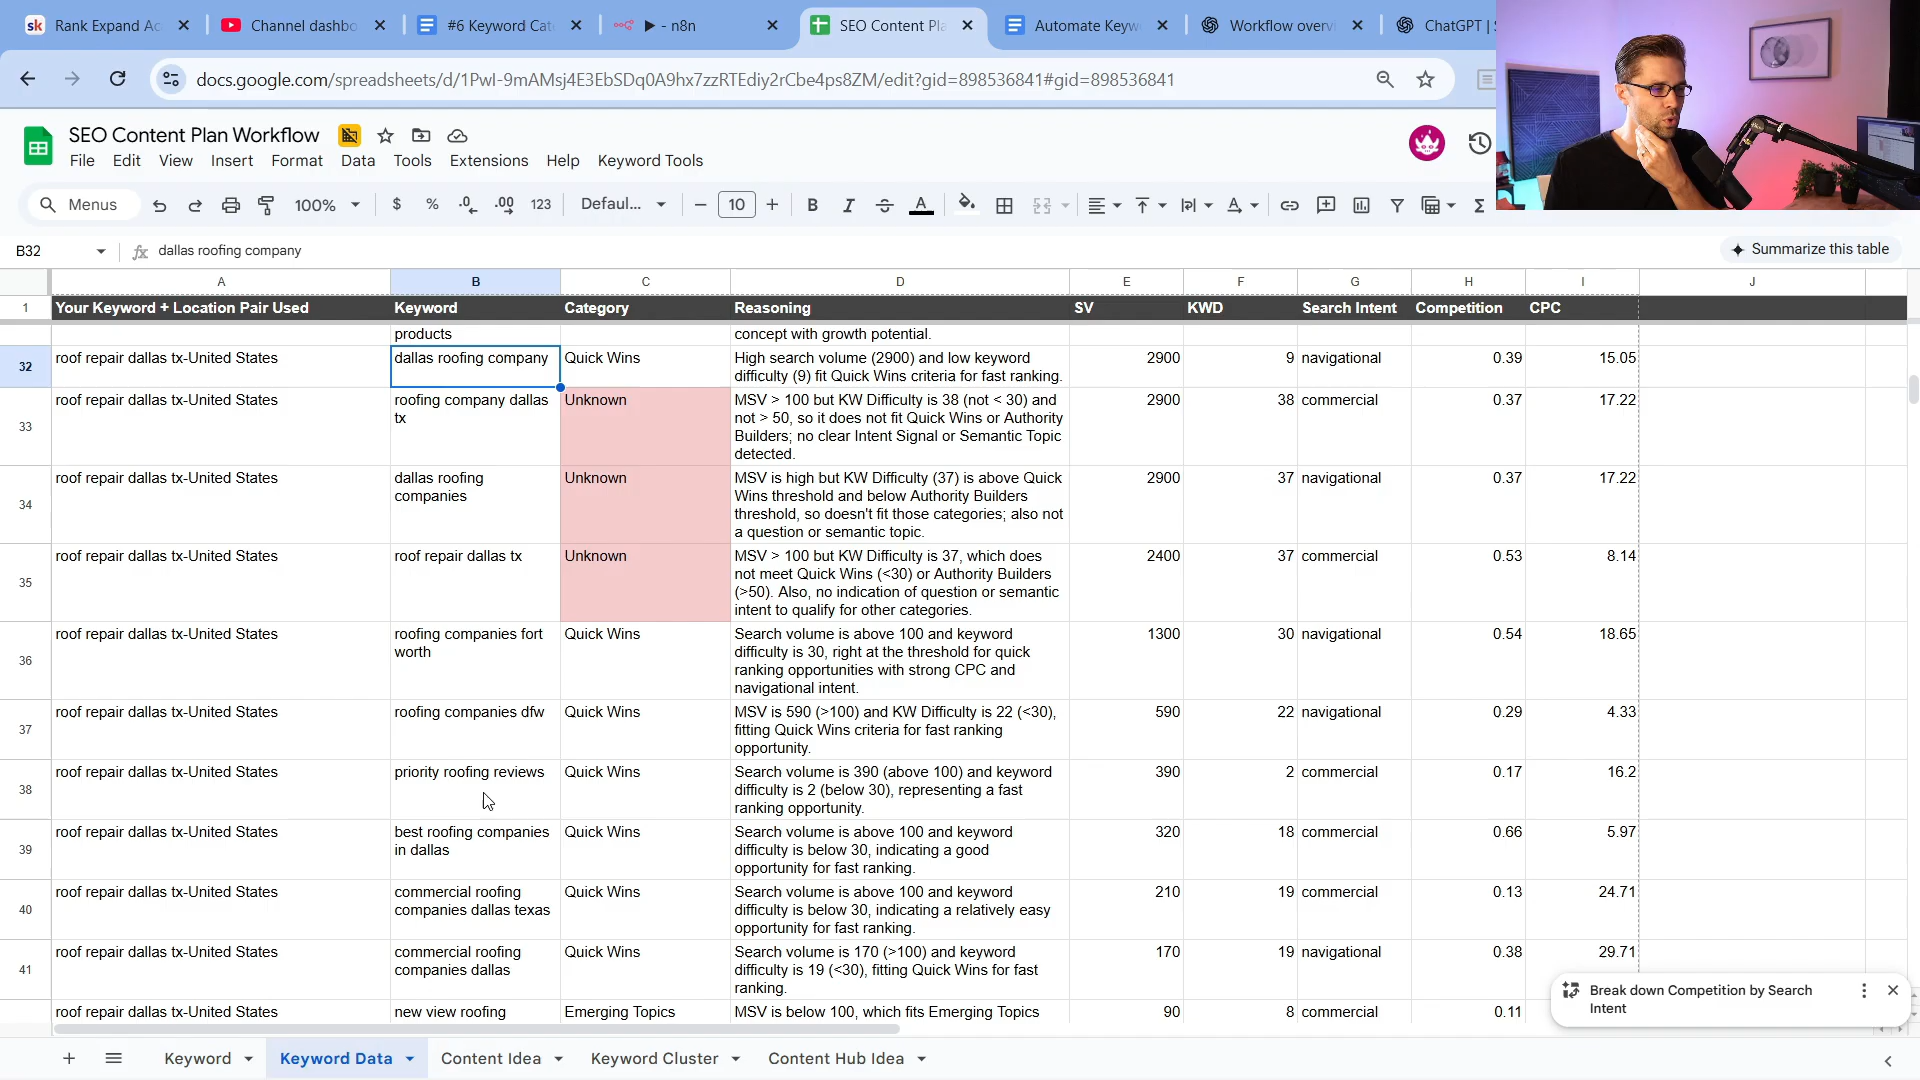 sk Rank Expand Ac
Channel dashbo
#6 Keyword Cat
▶ - n8n
SEO Content Pla
Automate Keyw
Workflow overvi
ChatGPT | S
docs.google.com/spreadsheets/d/1PwI-9mAMsj4E3EbSDq0A9hx7zzRTEdiy2rCbe4ps8ZM/edit?gid=898536841#gid=898536841
SEO Content Plan Workflow
File Edit View Insert Format Data Tools Extensions Help Keyword Tools
Menus 100% $ % .0 .00 123 Defaul... 10 B I S A Σ
B32 fx dallas roofing company
Summarize this table
A B C D E F G H I J
1 Your Keyword + Location Pair Used Keyword Category Reasoning SV KWD Search Intent Competition CPC
products concept with growth potential.
32 roof repair dallas tx-United States dallas roofing company Quick Wins High search volume (2900) and low keyword 2900 9 navigational 0.39 15.05
difficulty (9) fit Quick Wins criteria for fast ranking.
33 roof repair dallas tx-United States roofing company dallas Unknown MSV > 100 but KW Difficulty is 38 (not < 30) and 2900 38 commercial 0.37 17.22
tx not > 50, so it does not fit Quick Wins or Authority
Builders; no clear Intent Signal or Semantic Topic
detected.
34 roof repair dallas tx-United States dallas roofing Unknown MSV is high but KW Difficulty (37) is above Quick 2900 37 navigational 0.37 17.22
companies Wins threshold and below Authority Builders
threshold, so doesn't fit those categories; also not
a question or semantic topic.
35 roof repair dallas tx-United States roof repair dallas tx Unknown MSV > 100 but KW Difficulty is 37, which does 2400 37 commercial 0.53 8.14
not meet Quick Wins (<30) or Authority Builders
(>50). Also, no indication of question or semantic
intent to qualify for other categories.
36 roof repair dallas tx-United States roofing companies fort Quick Wins Search volume is above 100 and keyword 1300 30 navigational 0.54 18.65
worth difficulty is 30, right at the threshold for quick
ranking opportunities with strong CPC and
navigational intent.
37 roof repair dallas tx-United States roofing companies dfw Quick Wins MSV is 590 (>100) and KW Difficulty is 22 (<30), 590 22 navigational 0.29 4.33
fitting Quick Wins criteria for fast ranking
opportunity.
38 roof repair dallas tx-United States priority roofing reviews Quick Wins Search volume is 390 (above 100) and keyword 390 2 commercial 0.17 16.2
difficulty is 2 (below 30), representing a fast
ranking opportunity.
39 roof repair dallas tx-United States best roofing companies Quick Wins Search volume is above 100 and keyword 320 18 commercial 0.66 5.97
in dallas difficulty is below 30, indicating a good
opportunity for fast ranking.
40 roof repair dallas tx-United States commercial roofing Quick Wins Search volume is above 100 and keyword 210 19 commercial 0.13 24.71
companies dallas texas difficulty is below 30, indicating a relatively easy
opportunity for fast ranking.
41 roof repair dallas tx-United States commercial roofing Quick Wins Search volume is 170 (>100) and keyword 170 19 navigational 0.38 29.71
companies dallas difficulty is 19 (<30), fitting Quick Wins for fast
ranking.
roof repair dallas tx-United States new view roofing Emerging Topics MSV is below 100, which fits Emerging Topics 90 8 commercial 0.11
Break down Competition by Search
Intent
Keyword Keyword Data Content Idea Keyword Cluster Content Hub Idea